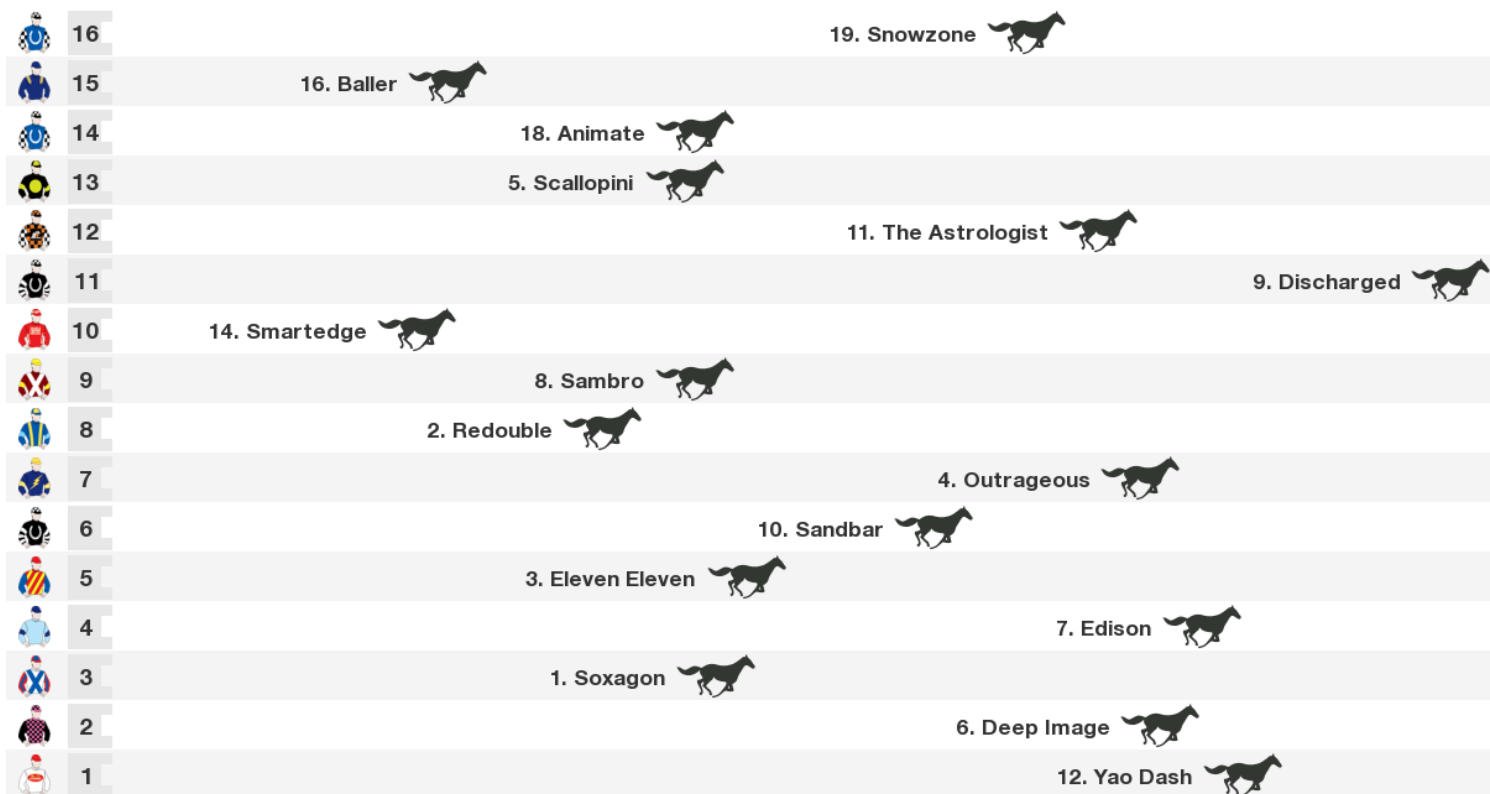 16 19. Snowzone
15 16. Baller
14 18. Animate
13 5. Scallopini
12 11. The Astrologist
11 9. Discharged
10 14. Smartedge
9 8. Sambro
8 2. Redouble
7 4. Outrageous
6 10. Sandbar
5 3. Eleven Eleven
4 7. Edison
3 1. Soxagon
2 6. Deep Image
1 12. Yao Dash